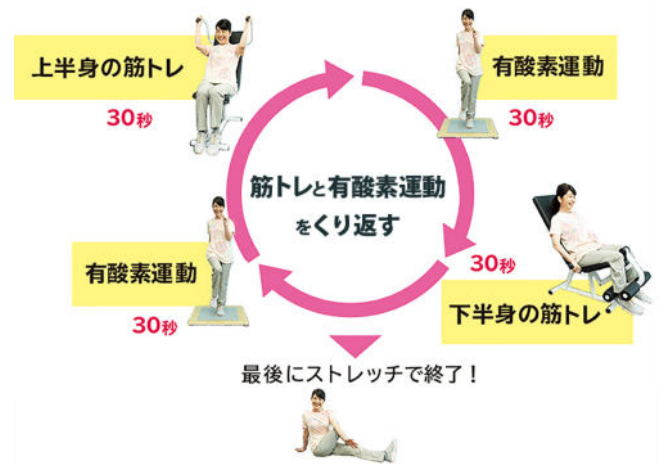 上半身の筋トレ
30秒
有酸素運動
30秒
筋トレと有酸素運動
をくり返す
有酸素運動
30秒
30秒
下半身の筋トレ
最後にストレッチで終了！